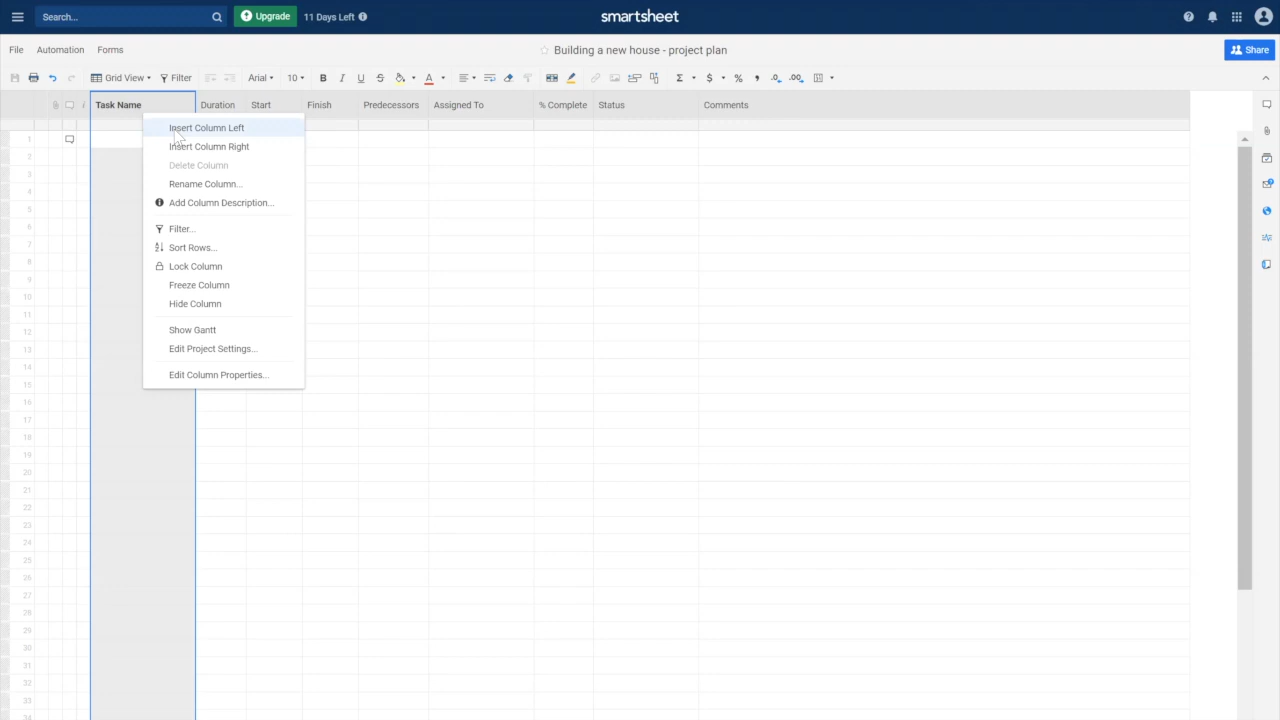 Search...
Upgrade
11 Days Left
smartsheet
File Automation Forms
Building a new house - project plan
Share
Grid View Filter Arial 10 B I U S A Σ $ % , .0 .00
Task Name Duration Start Finish Predecessors Assigned To % Complete Status Comments
Insert Column Left
Insert Column Right
Delete Column
Rename Column...
Add Column Description...
Filter...
Sort Rows...
Lock Column
Freeze Column
Hide Column
Show Gantt
Edit Project Settings...
Edit Column Properties...
1
2
3
4
5
6
7
8
9
10
11
12
13
14
15
16
17
18
19
20
21
22
23
24
25
26
27
28
29
30
31
32
33
34